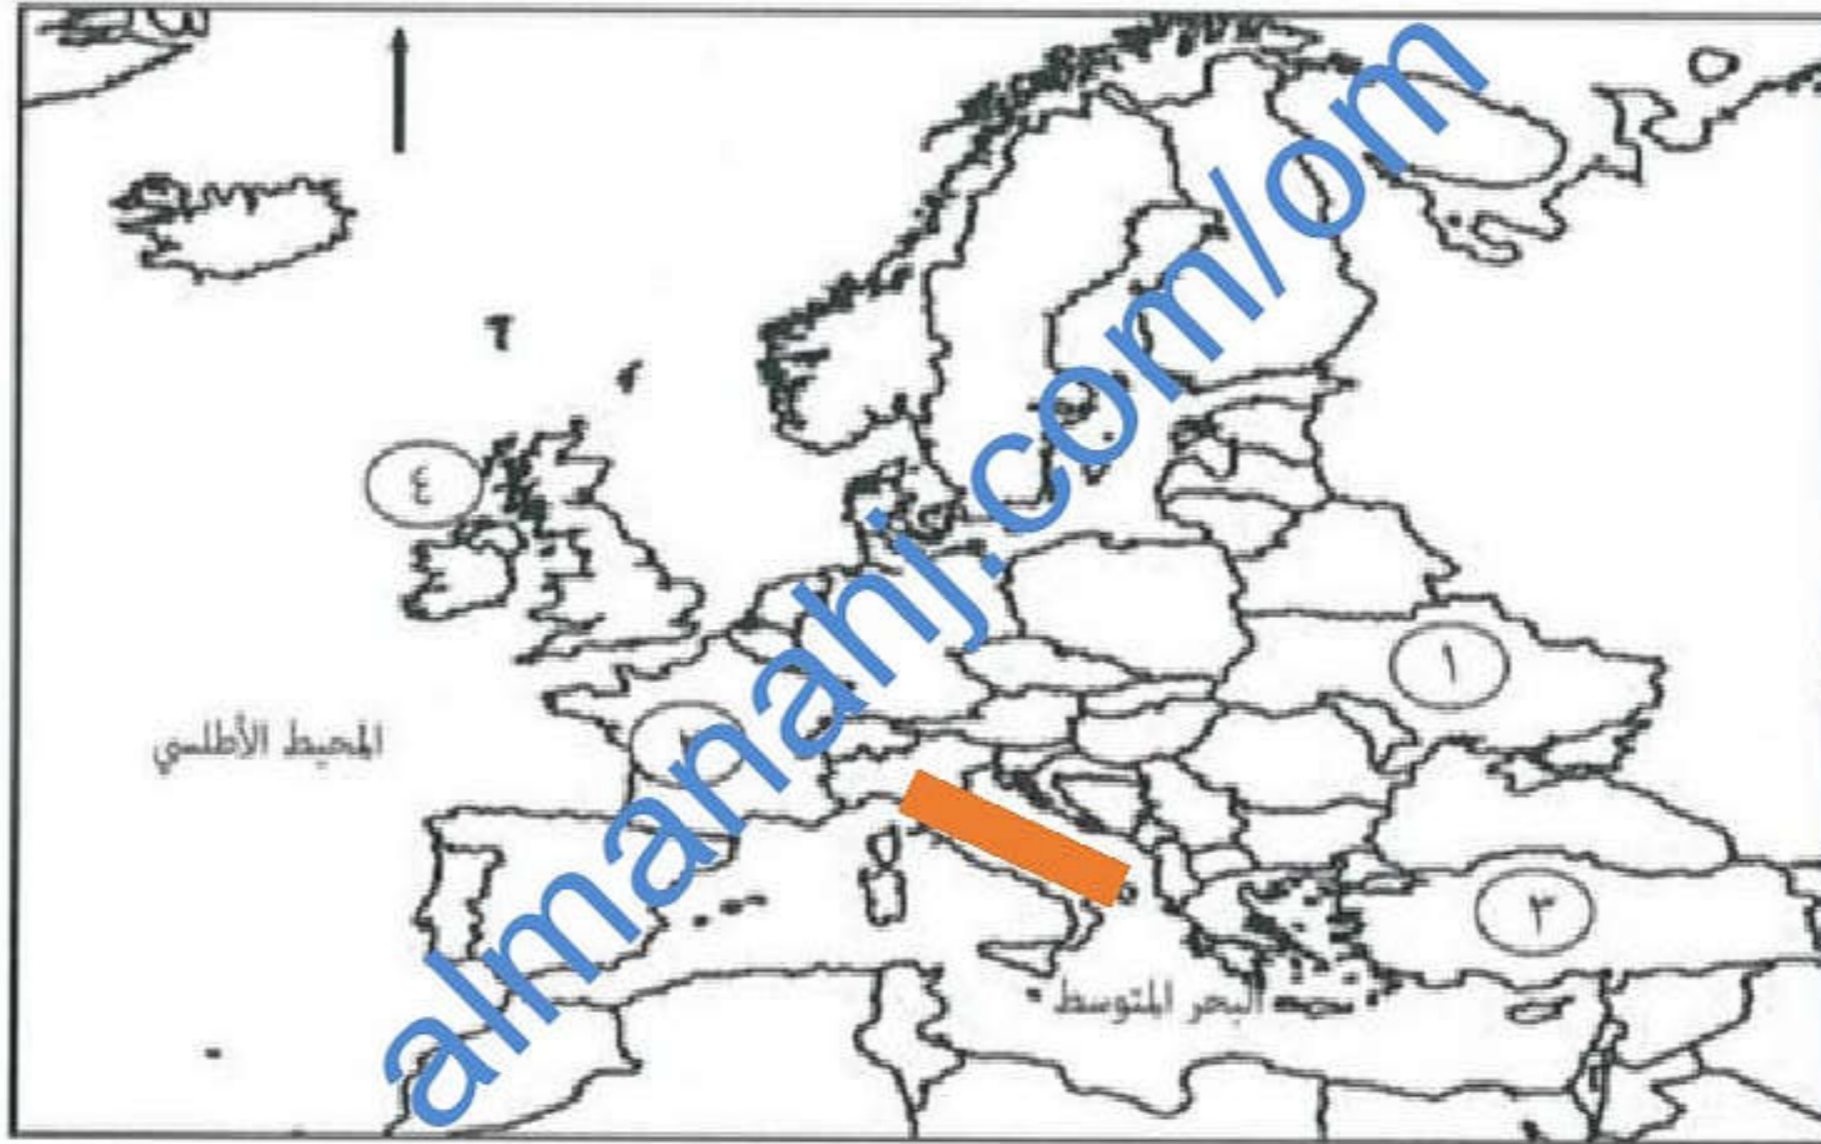 ٤
١
المحيط الأطلسي
٣
البحر المتوسط
almanahj.com/om